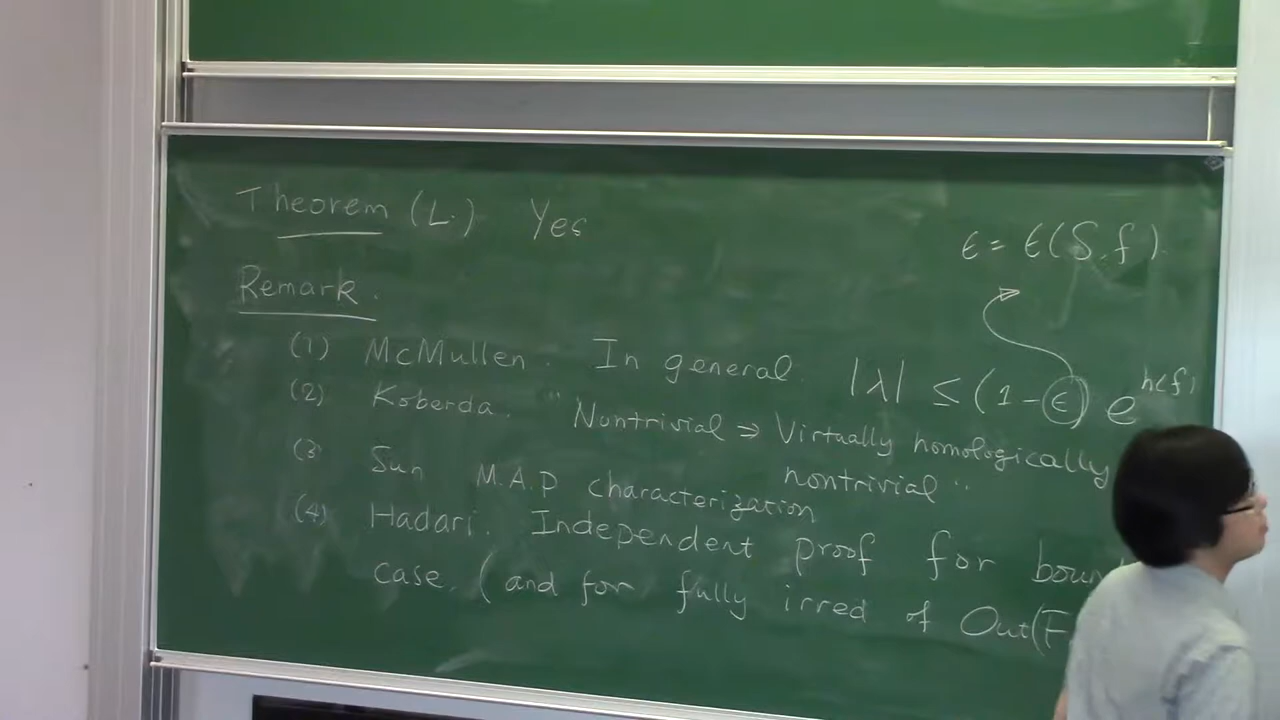 Theorem (L.) Yes
ϵ = ϵ(S,f).
Remark.
(1) McMullen. In general. |λ| ≤ (1-ϵ) e^{h(f)}
(2) Koberda. "Nontrivial ⇒ Virtually homologically
nontrivial"
(3) Sun M.A.P characterization
(4) Hadari. Independent proof for
case. (and for fully irred of Out(F